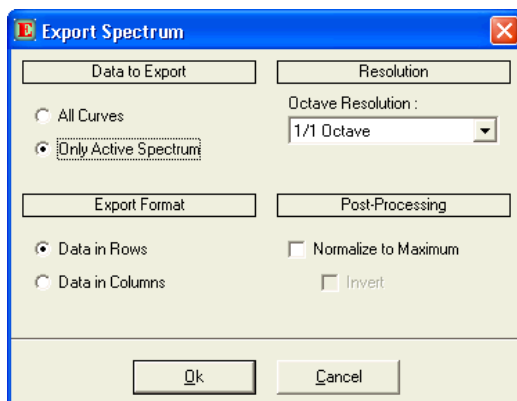 E Export Spectrum
Data to Export
All Curves
Only Active Spectrum
Resolution
Octave Resolution :
1/1 Octave
Export Format
Data in Rows
Data in Columns
Post-Processing
Normalize to Maximum
Invert
Ok
Cancel